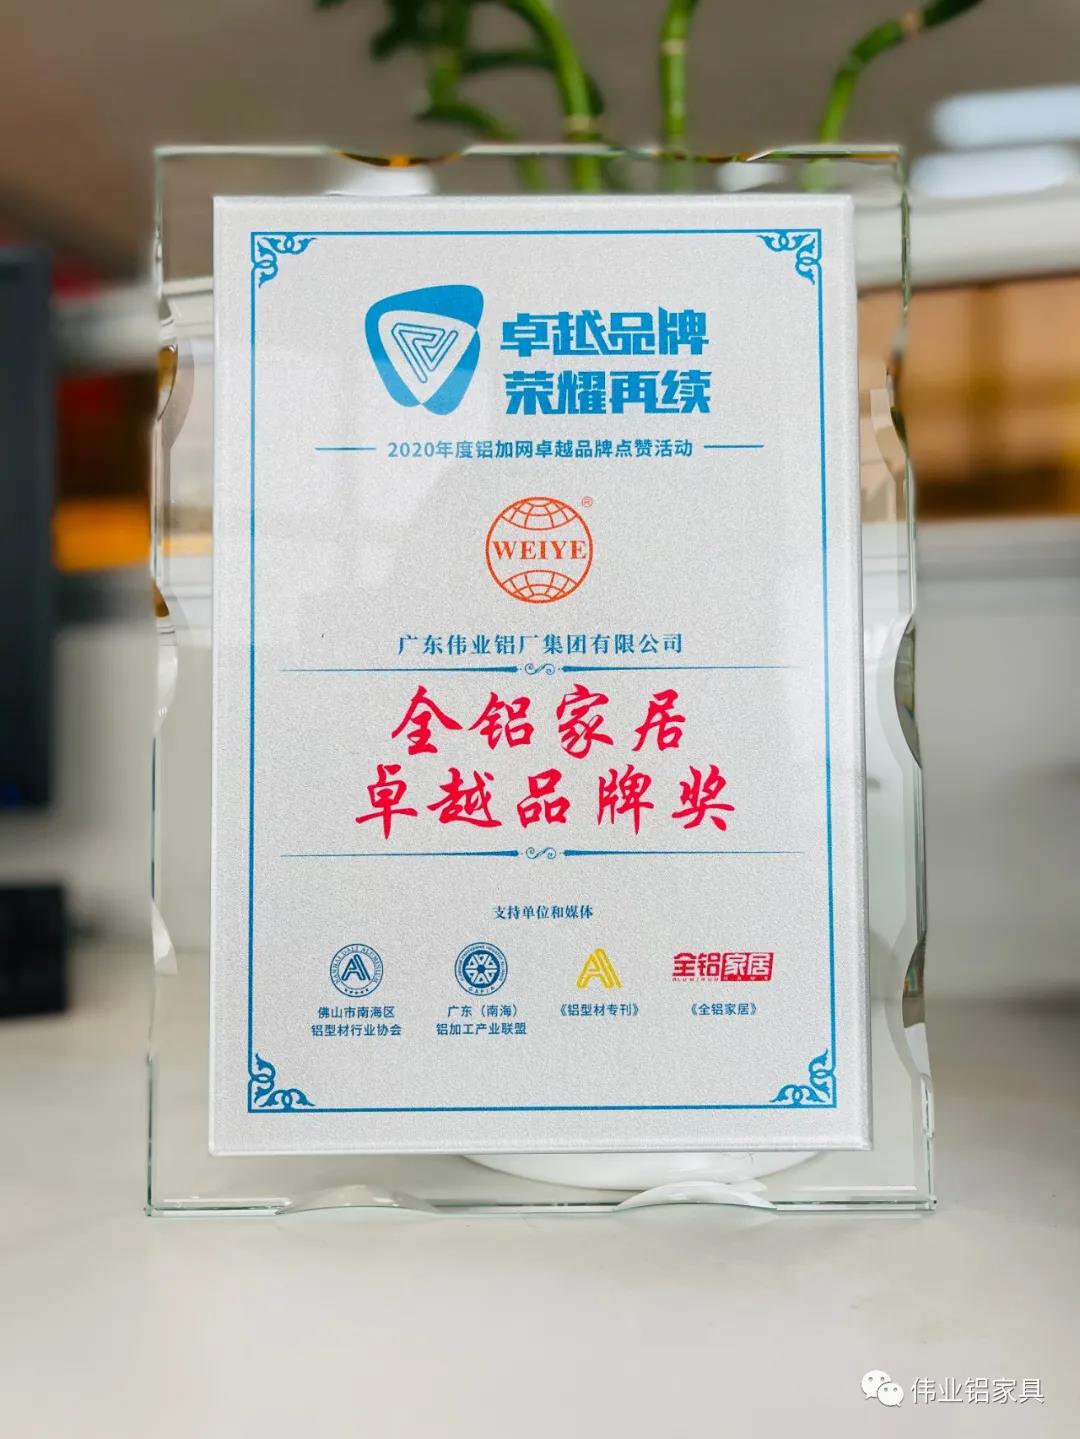 卓越品牌
荣耀再续
2020年度铝加网卓越品牌点赞活动
WEIYE®
广东伟业铝厂集团有限公司
全铝家居
卓越品牌奖
支持单位和媒体
全铝家居
佛山市南海区
铝型材行业协会
广东（南海）
铝加工产业联盟
《铝型材专刊》
《全铝家居》
伟业铝家具